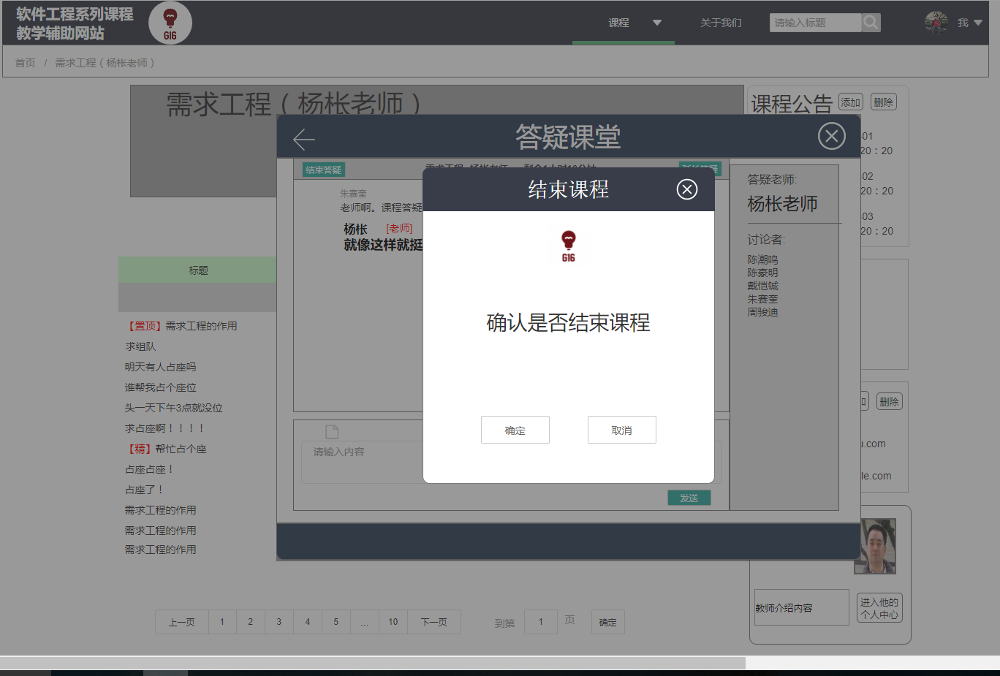 软件工程系列课程
教学辅助网站
G16
课程
关于我们
请输入标题
我
首页 / 需求工程（杨枨老师）
需求工程（杨枨老师）
课程公告
添加
删除
01
20：20
02
20：20
03
20：20
答疑课堂
结束答疑
朱赛奎
老师啊。课程答疑
杨枨 [老师]
就像这样就挺
答疑老师:
杨枨老师
讨论者:
陈潮鸣
陈豪明
戴恺铖
朱赛奎
周骏迪
结束课程
G16
确认是否结束课程
确定
取消
请输入内容
发送
标题
【置顶】需求工程的作用
求组队
明天有人占座吗
谁帮我占个座位
头一天下午3点就没位
求占座啊！！！！
【精】帮忙占个座
占座占座！
占座了！
需求工程的作用
需求工程的作用
需求工程的作用
删除
u.com
le.com
教师介绍内容
进入他的
个人中心
上一页 1 2 3 4 5 ... 10 下一页 到第 1 页 确定